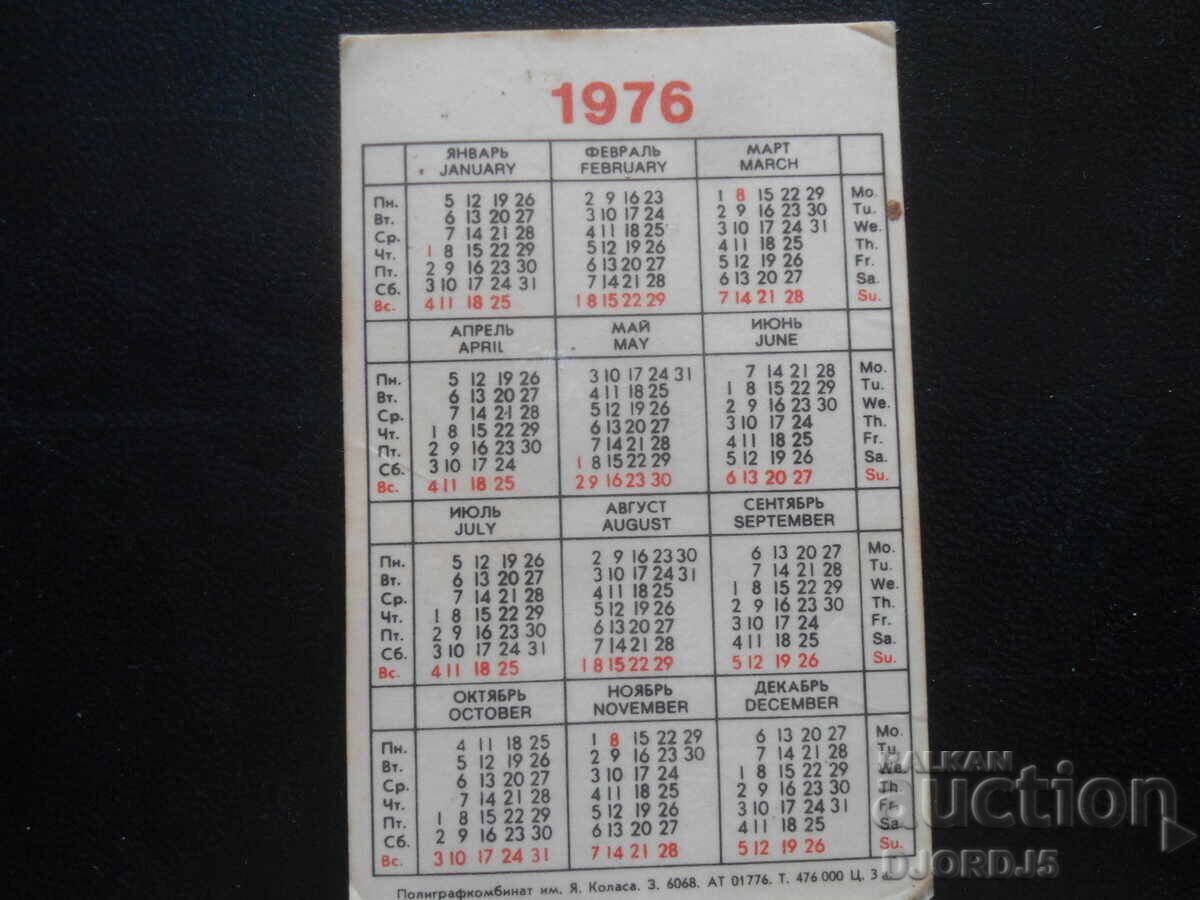 1976
ЯНВАРЬ ФЕВРАЛЬ МАРТ
JANUARY FEBRUARY MARCH
Пн. 5 12 19 26 2 9 16 23 1 8 15 22 29 Mo.
Вт. 6 13 20 27 3 10 17 24 2 9 16 23 30 Tu.
Ср. 7 14 21 28 4 11 18 25 3 10 17 24 31 We.
Чт. 1 8 15 22 29 5 12 19 26 4 11 18 25 Th.
Пт. 2 9 16 23 30 6 13 20 27 5 12 19 26 Fr.
Сб. 3 10 17 24 31 7 14 21 28 6 13 20 27 Sa.
Вс. 4 11 18 25 1 8 15 22 29 7 14 21 28 Su.
АПРЕЛЬ МАЙ ИЮНЬ
APRIL MAY JUNE
Пн. 5 12 19 26 3 10 17 24 31 7 14 21 28 Mo.
Вт. 6 13 20 27 4 11 18 25 1 8 15 22 29 Tu.
Ср. 7 14 21 28 5 12 19 26 2 9 16 23 30 We.
Чт. 1 8 15 22 29 6 13 20 27 3 10 17 24 Th.
Пт. 2 9 16 23 30 7 14 21 28 4 11 18 25 Fr.
Сб. 3 10 17 24 1 8 15 22 29 5 12 19 26 Sa.
Вс. 4 11 18 25 2 9 16 23 30 6 13 20 27 Su.
ИЮЛЬ АВГУСТ СЕНТЯБРЬ
JULY AUGUST SEPTEMBER
Пн. 5 12 19 26 2 9 16 23 30 6 13 20 27 Mo.
Вт. 6 13 20 27 3 10 17 24 31 7 14 21 28 Tu.
Ср. 7 14 21 28 4 11 18 25 1 8 15 22 29 We.
Чт. 1 8 15 22 29 5 12 19 26 2 9 16 23 30 Th.
Пт. 2 9 16 23 30 6 13 20 27 3 10 17 24 Fr.
Сб. 3 10 17 24 31 7 14 21 28 4 11 18 25 Sa.
Вс. 4 11 18 25 1 8 15 22 29 5 12 19 26 Su.
ОКТЯБРЬ НОЯБРЬ ДЕКАБРЬ
OCTOBER NOVEMBER DECEMBER
Пн. 4 11 18 25 1 8 15 22 29 6 13 20 27 Mo.
Вт. 5 12 19 26 2 9 16 23 30 7 14 21 28 Tu.
Ср. 6 13 20 27 3 10 17 24 1 8 15 22 29 We.
Чт. 7 14 21 28 4 11 18 25 2 9 16 23 30 Th.
Пт. 1 8 15 22 29 5 12 19 26 3 10 17 24 31 Fr.
Сб. 2 9 16 23 30 6 13 20 27 4 11 18 25 Sa.
Вс. 3 10 17 24 31 7 14 21 28 5 12 19 26 Su.
Полиграфкомбинат им. Я. Коласа. З. 6068. АТ 01776. Т. 476 000 Ц. 3
BALKAN
auction
DJORDJ5